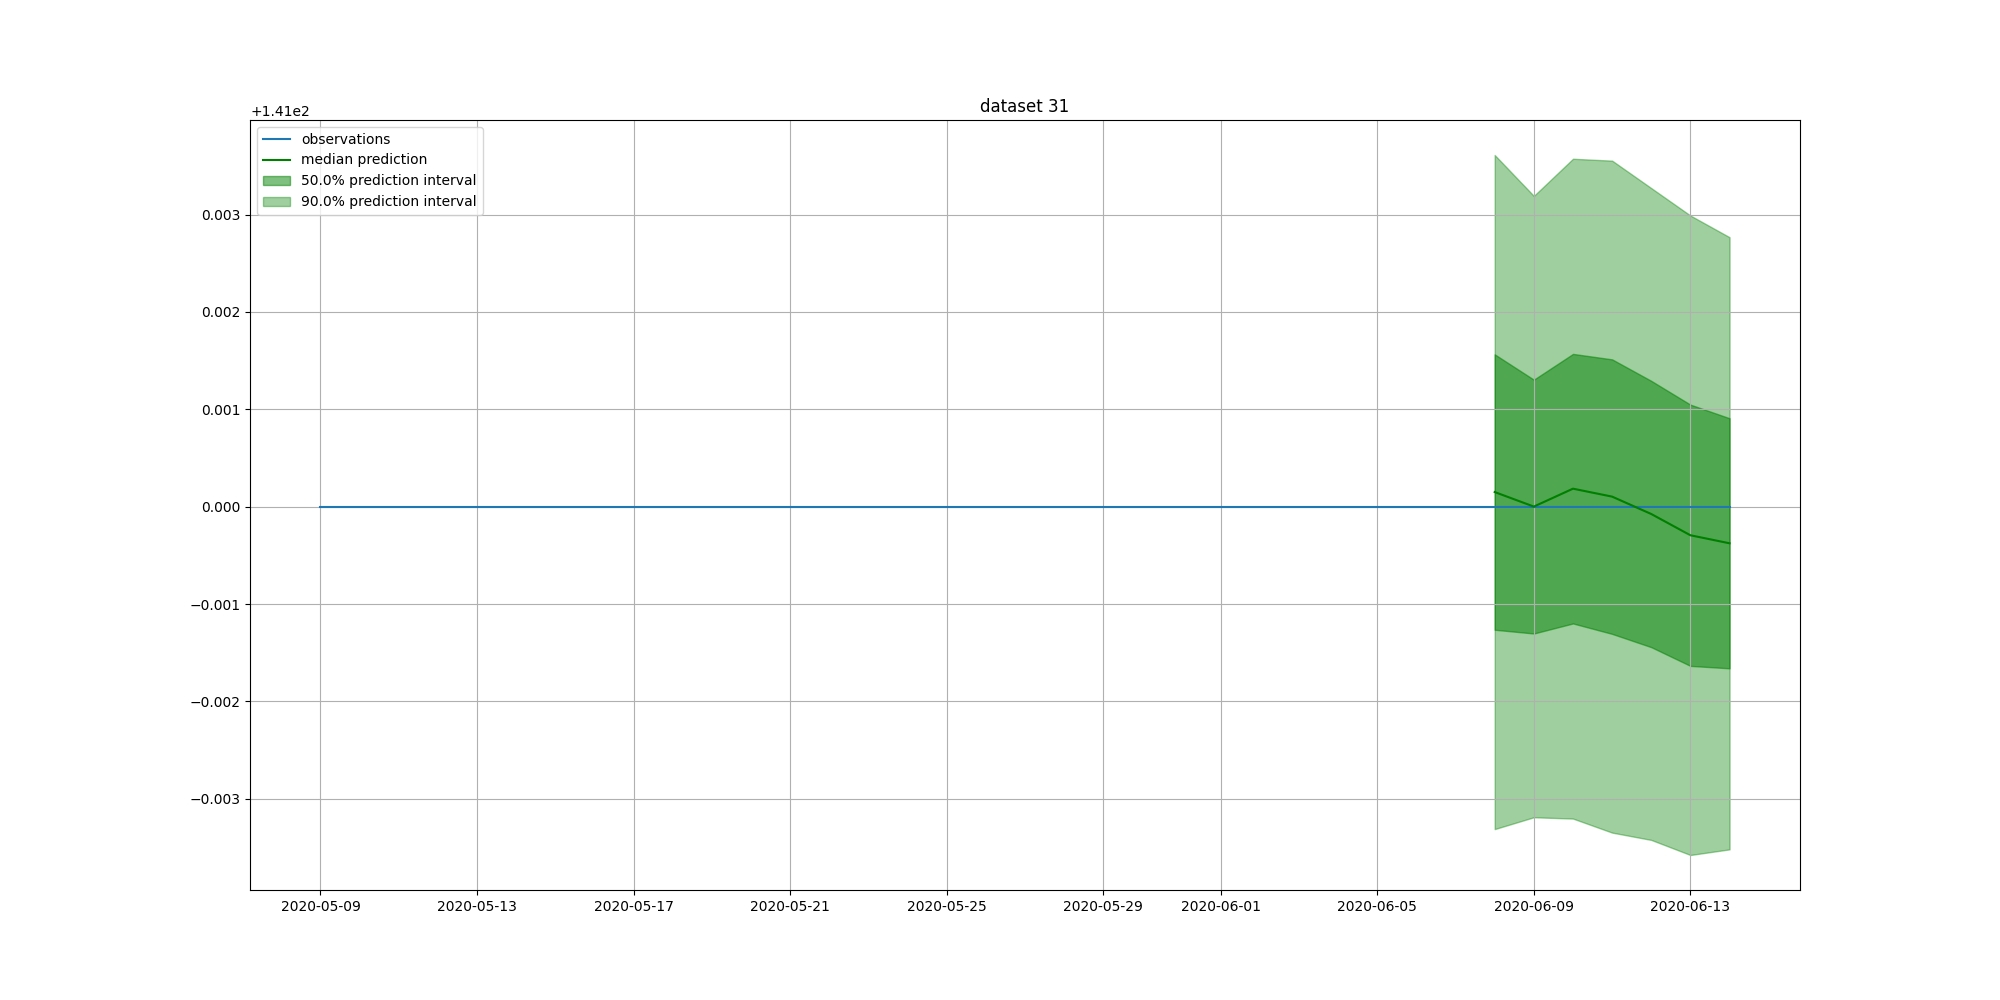 dataset 31
+1.41e2
observations
median prediction
50.0% prediction interval
90.0% prediction interval
0.003
0.002
0.001
0.000
−0.001
−0.002
−0.003
2020-05-09 2020-05-13 2020-05-17 2020-05-21 2020-05-25 2020-05-29 2020-06-01 2020-06-05 2020-06-09 2020-06-13